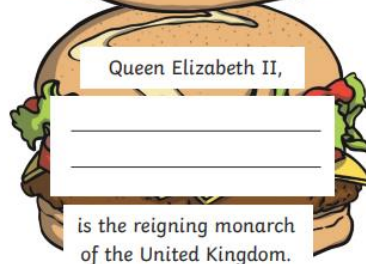 Queen Elizabeth II,
is the reigning monarch
of the United Kingdom.